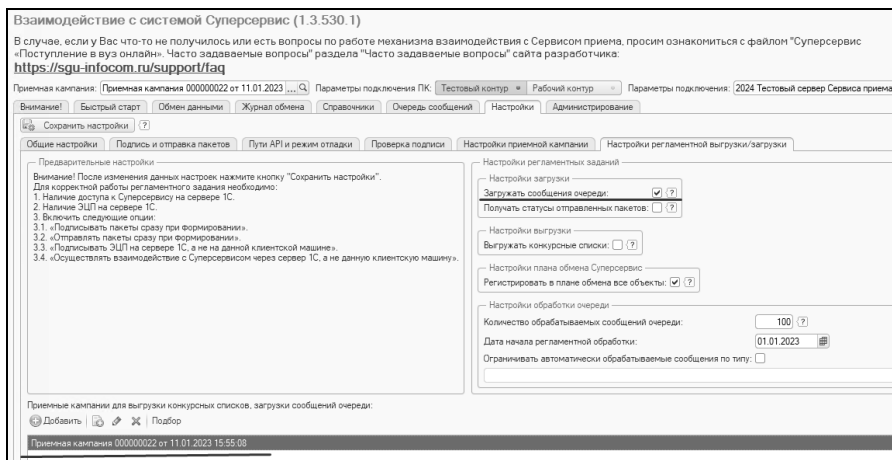 Взаимодействие с системой Суперсервис (1.3.530.1)
В случае, если у Вас что-то не получилось или есть вопросы по работе механизма взаимодействия с Сервисом приема, просим ознакомиться с файлом "Суперсервис
«Поступление в вуз онлайн». Часто задаваемые вопросы" раздела "Часто задаваемые вопросы" сайта разработчика:
https://sgu-infocom.ru/support/faq
Приемная кампания: Приемная кампания 000000022 от 11.01.2023 ... Параметры подключения ПК: Тестовый контур Рабочий контур Параметры подключения: 2024 Тестовый сервер Сервиса приема
Внимание! Быстрый старт Обмен данными Журнал обмена Справочники Очередь сообщений Настройки Администрирование
Сохранить настройки ?
Общие настройки Подпись и отправка пакетов Пути API и режим отладки Проверка подписи Настройки приемной кампании Настройки регламентной выгрузки/загрузки
Предварительные настройки
Внимание! После изменения данных настроек нажмите кнопку "Сохранить настройки".
Для корректной работы регламентного задания необходимо:
1. Наличие доступа к Суперсервису на сервере 1С.
2. Наличие ЭЦП на сервере 1С.
3. Включить следующие опции:
3.1. «Подписывать пакеты сразу при формировании».
3.2. «Отправлять пакеты сразу при формировании».
3.3. «Подписывать ЭЦП на сервере 1С, а не на данной клиентской машине».
3.4. «Осуществлять взаимодействие с Суперсервисом через сервер 1С, а не данную клиентскую машину».
Настройки регламентных заданий
Настройки загрузки
Загружать сообщения очереди: ?
Получать статусы отправленных пакетов: ?
Настройки выгрузки
Выгружать конкурсные списки: ?
Настройки плана обмена Суперсервис
Регистрировать в плане обмена все объекты: ?
Настройки обработки очереди
Количество обрабатываемых сообщений очереди: 100 ?
Дата начала регламентной обработки: 01.01.2023
Ограничивать автоматически обрабатываемые сообщения по типу:
Приемные кампании для выгрузки конкурсных списков, загрузки сообщений очереди:
Добавить Подбор
Приемная кампания 000000022 от 11.01.2023 15:55:08